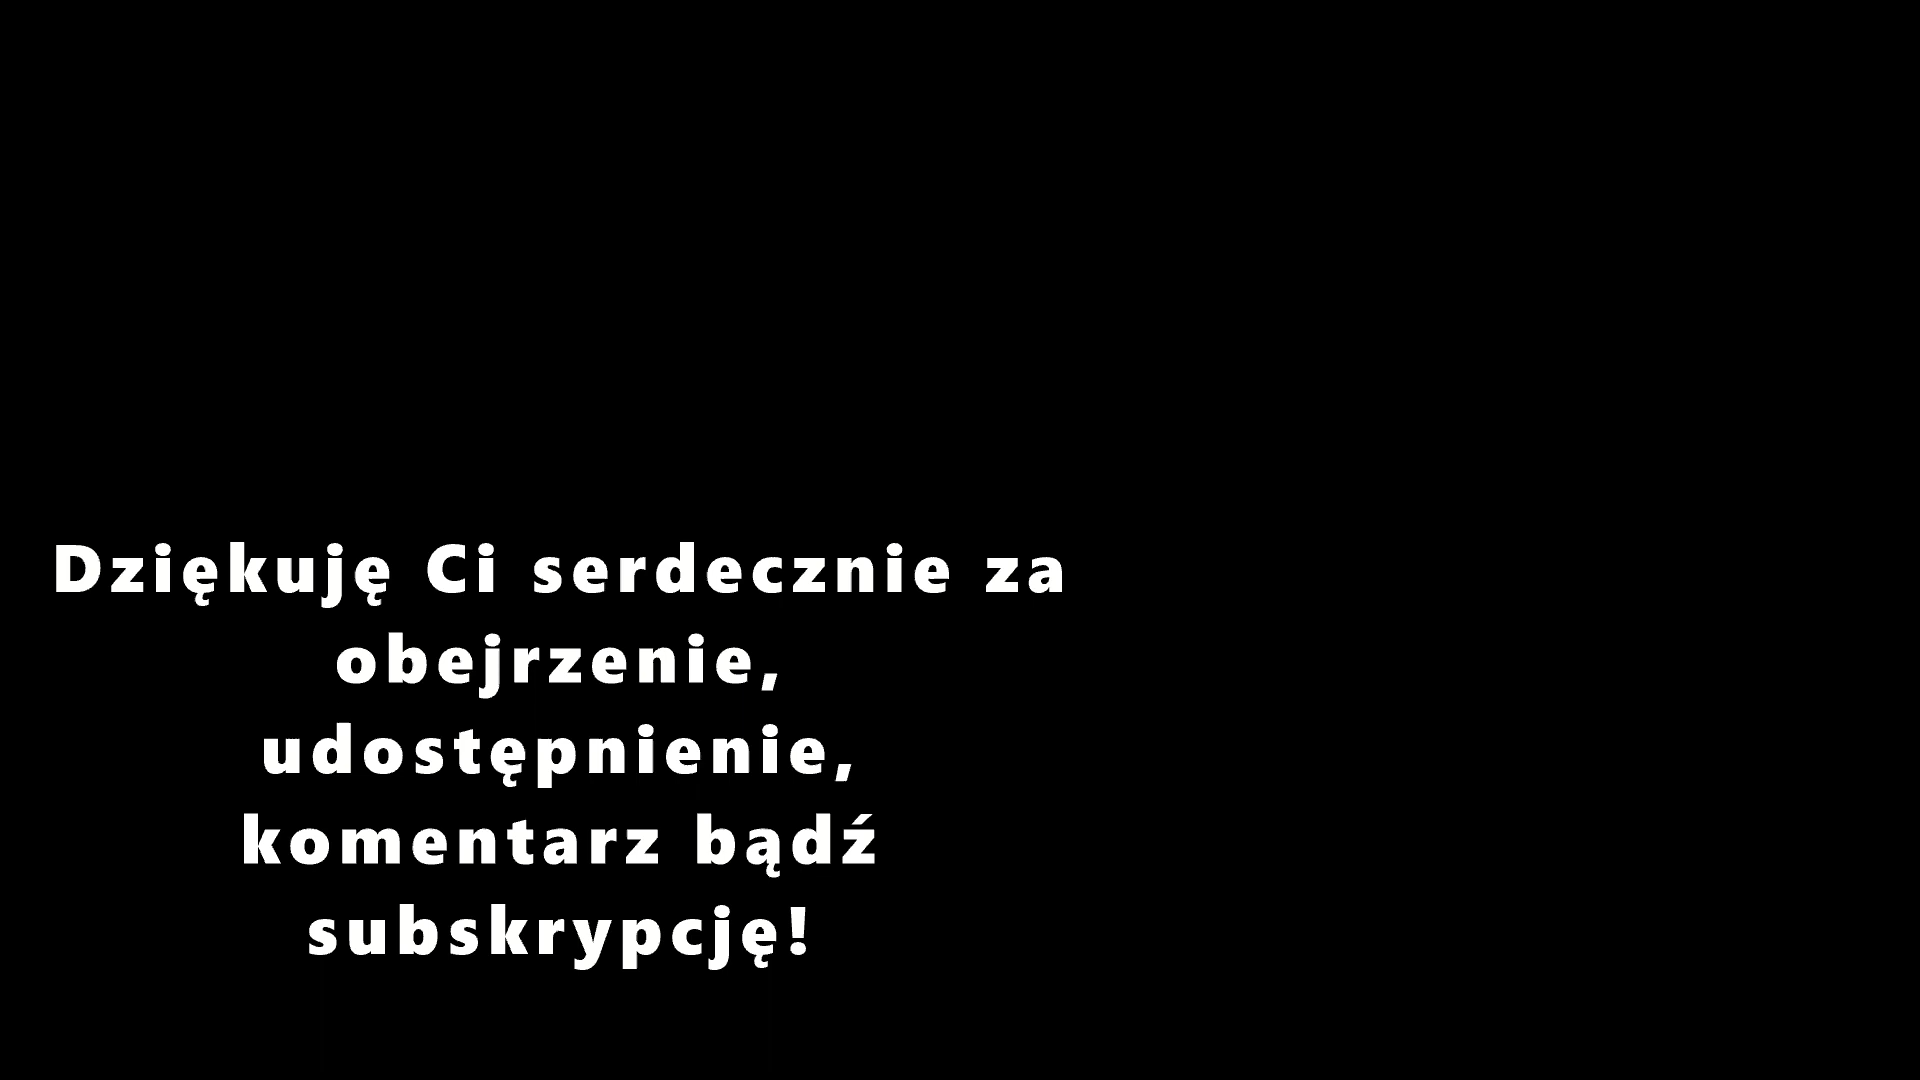 Dziękuję Ci serdecznie za
obejrzenie,
udostępnienie,
komentarz bądź
subskrypcję!